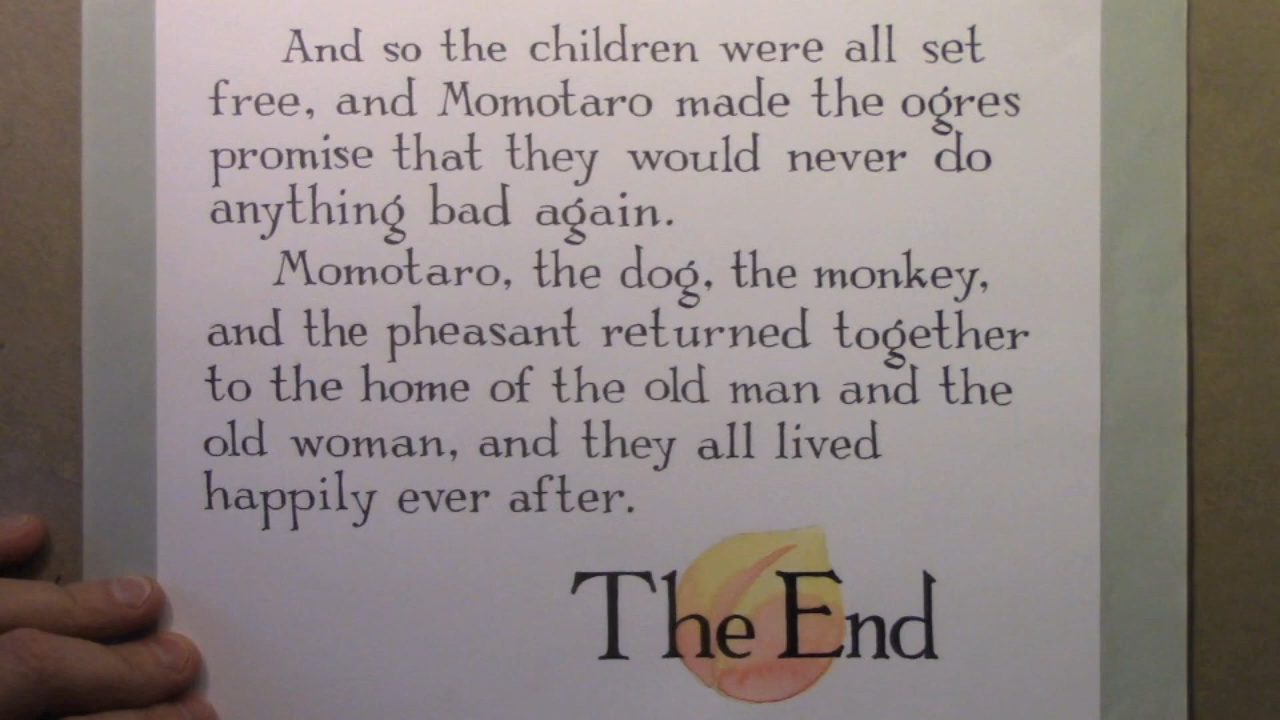 And so the children were all set
free, and Momotaro made the ogres
promise that they would never do
anything bad again.
Momotaro, the dog, the monkey,
and the pheasant returned together
to the home of the old man and the
old woman, and they all lived
happily ever after.
The End